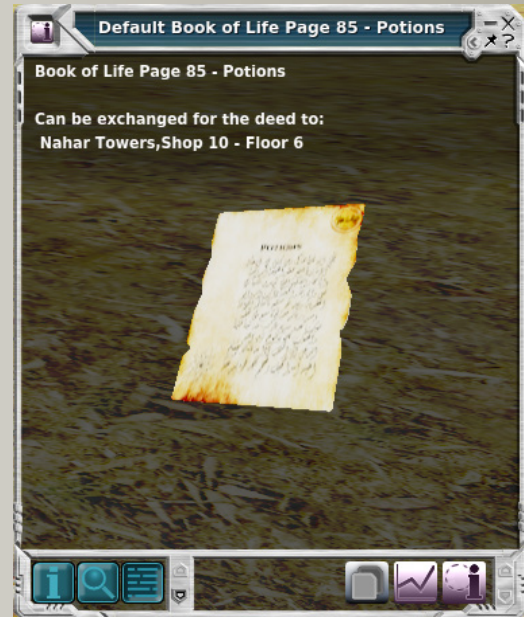 Default Book of Life Page 85 - Potions
Book of Life Page 85 - Potions
Can be exchanged for the deed to:
Nahar Towers,Shop 10 - Floor 6